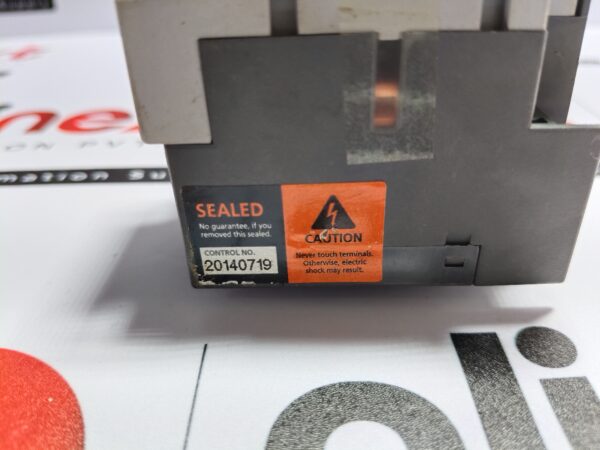 SEALED
No guarantee, if you
removed this sealed.
CONTROL NO.
20140719
CAUTION
Never touch terminals.
Otherwise, electric
shock may result.